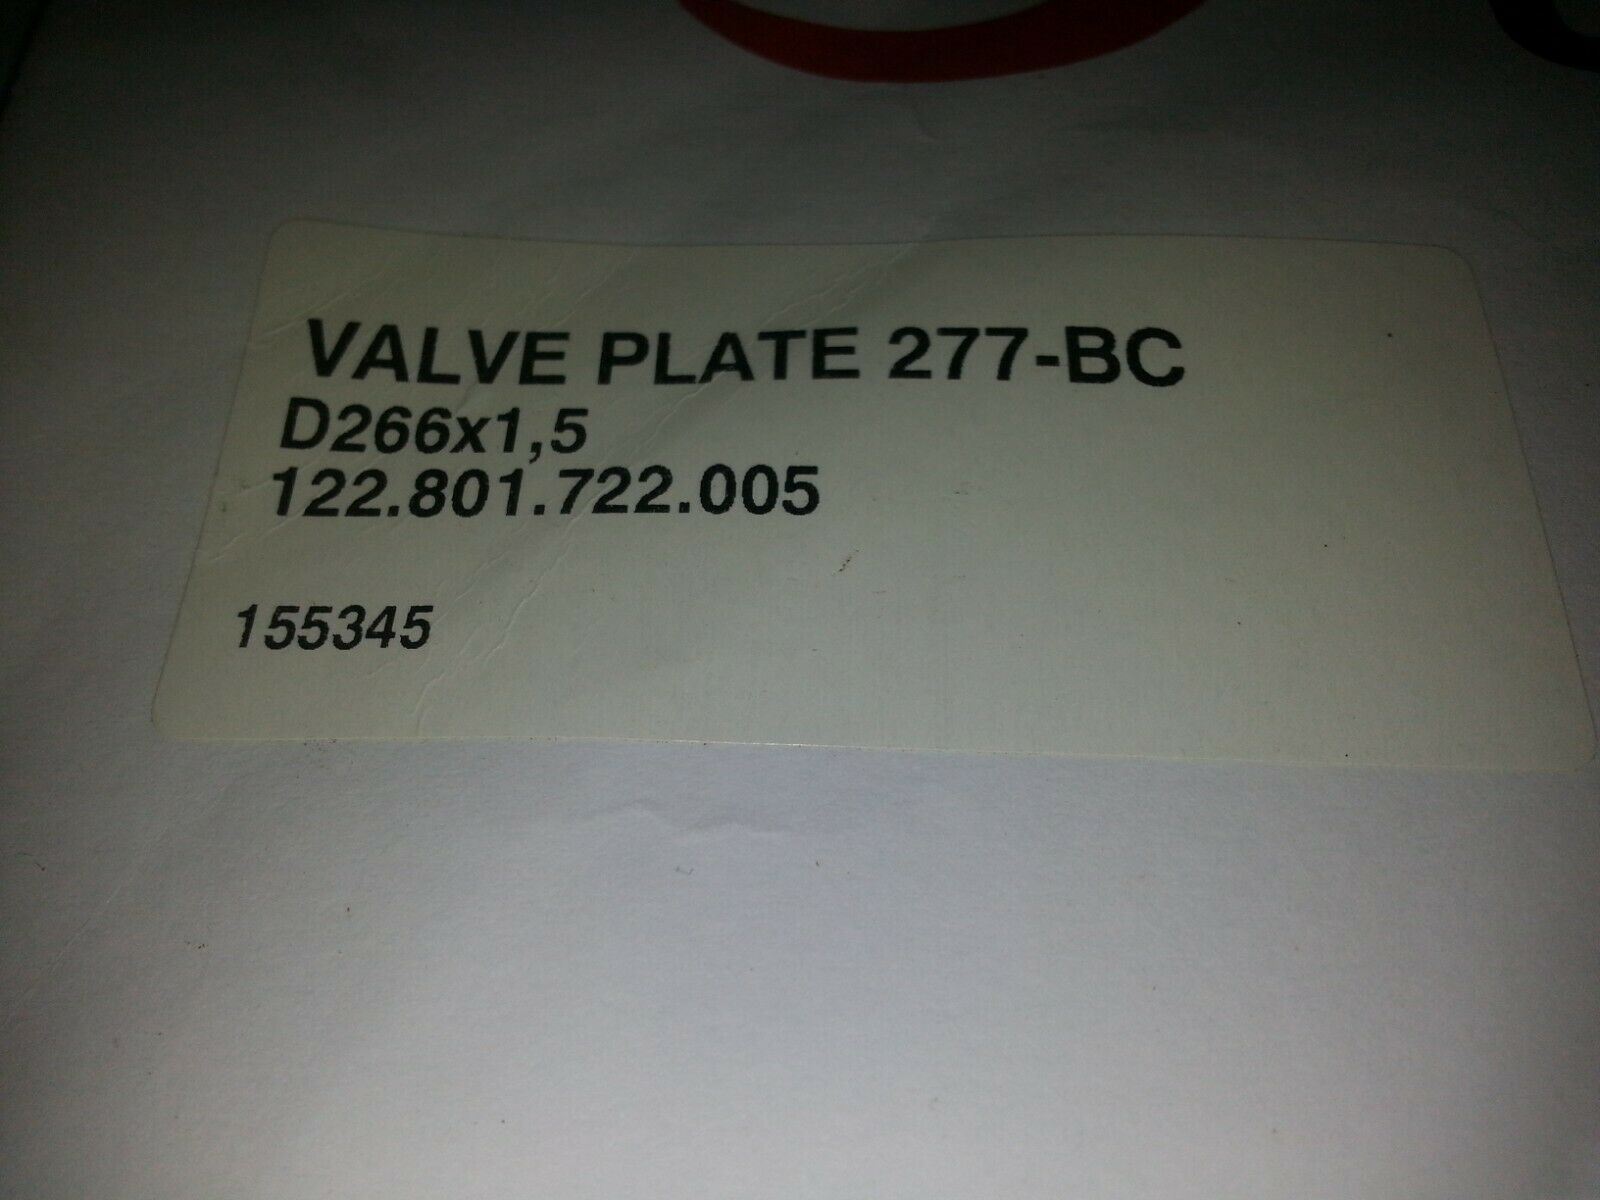 VALVE PLATE 277-BC
D266x1,5
122.801.722.005
155345